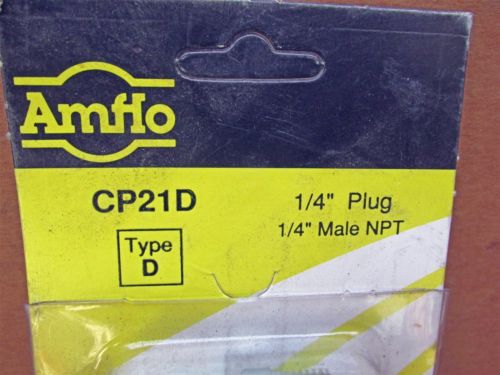 Amflo
CP21D
1/4" Plug
1/4" Male NPT
Type
D